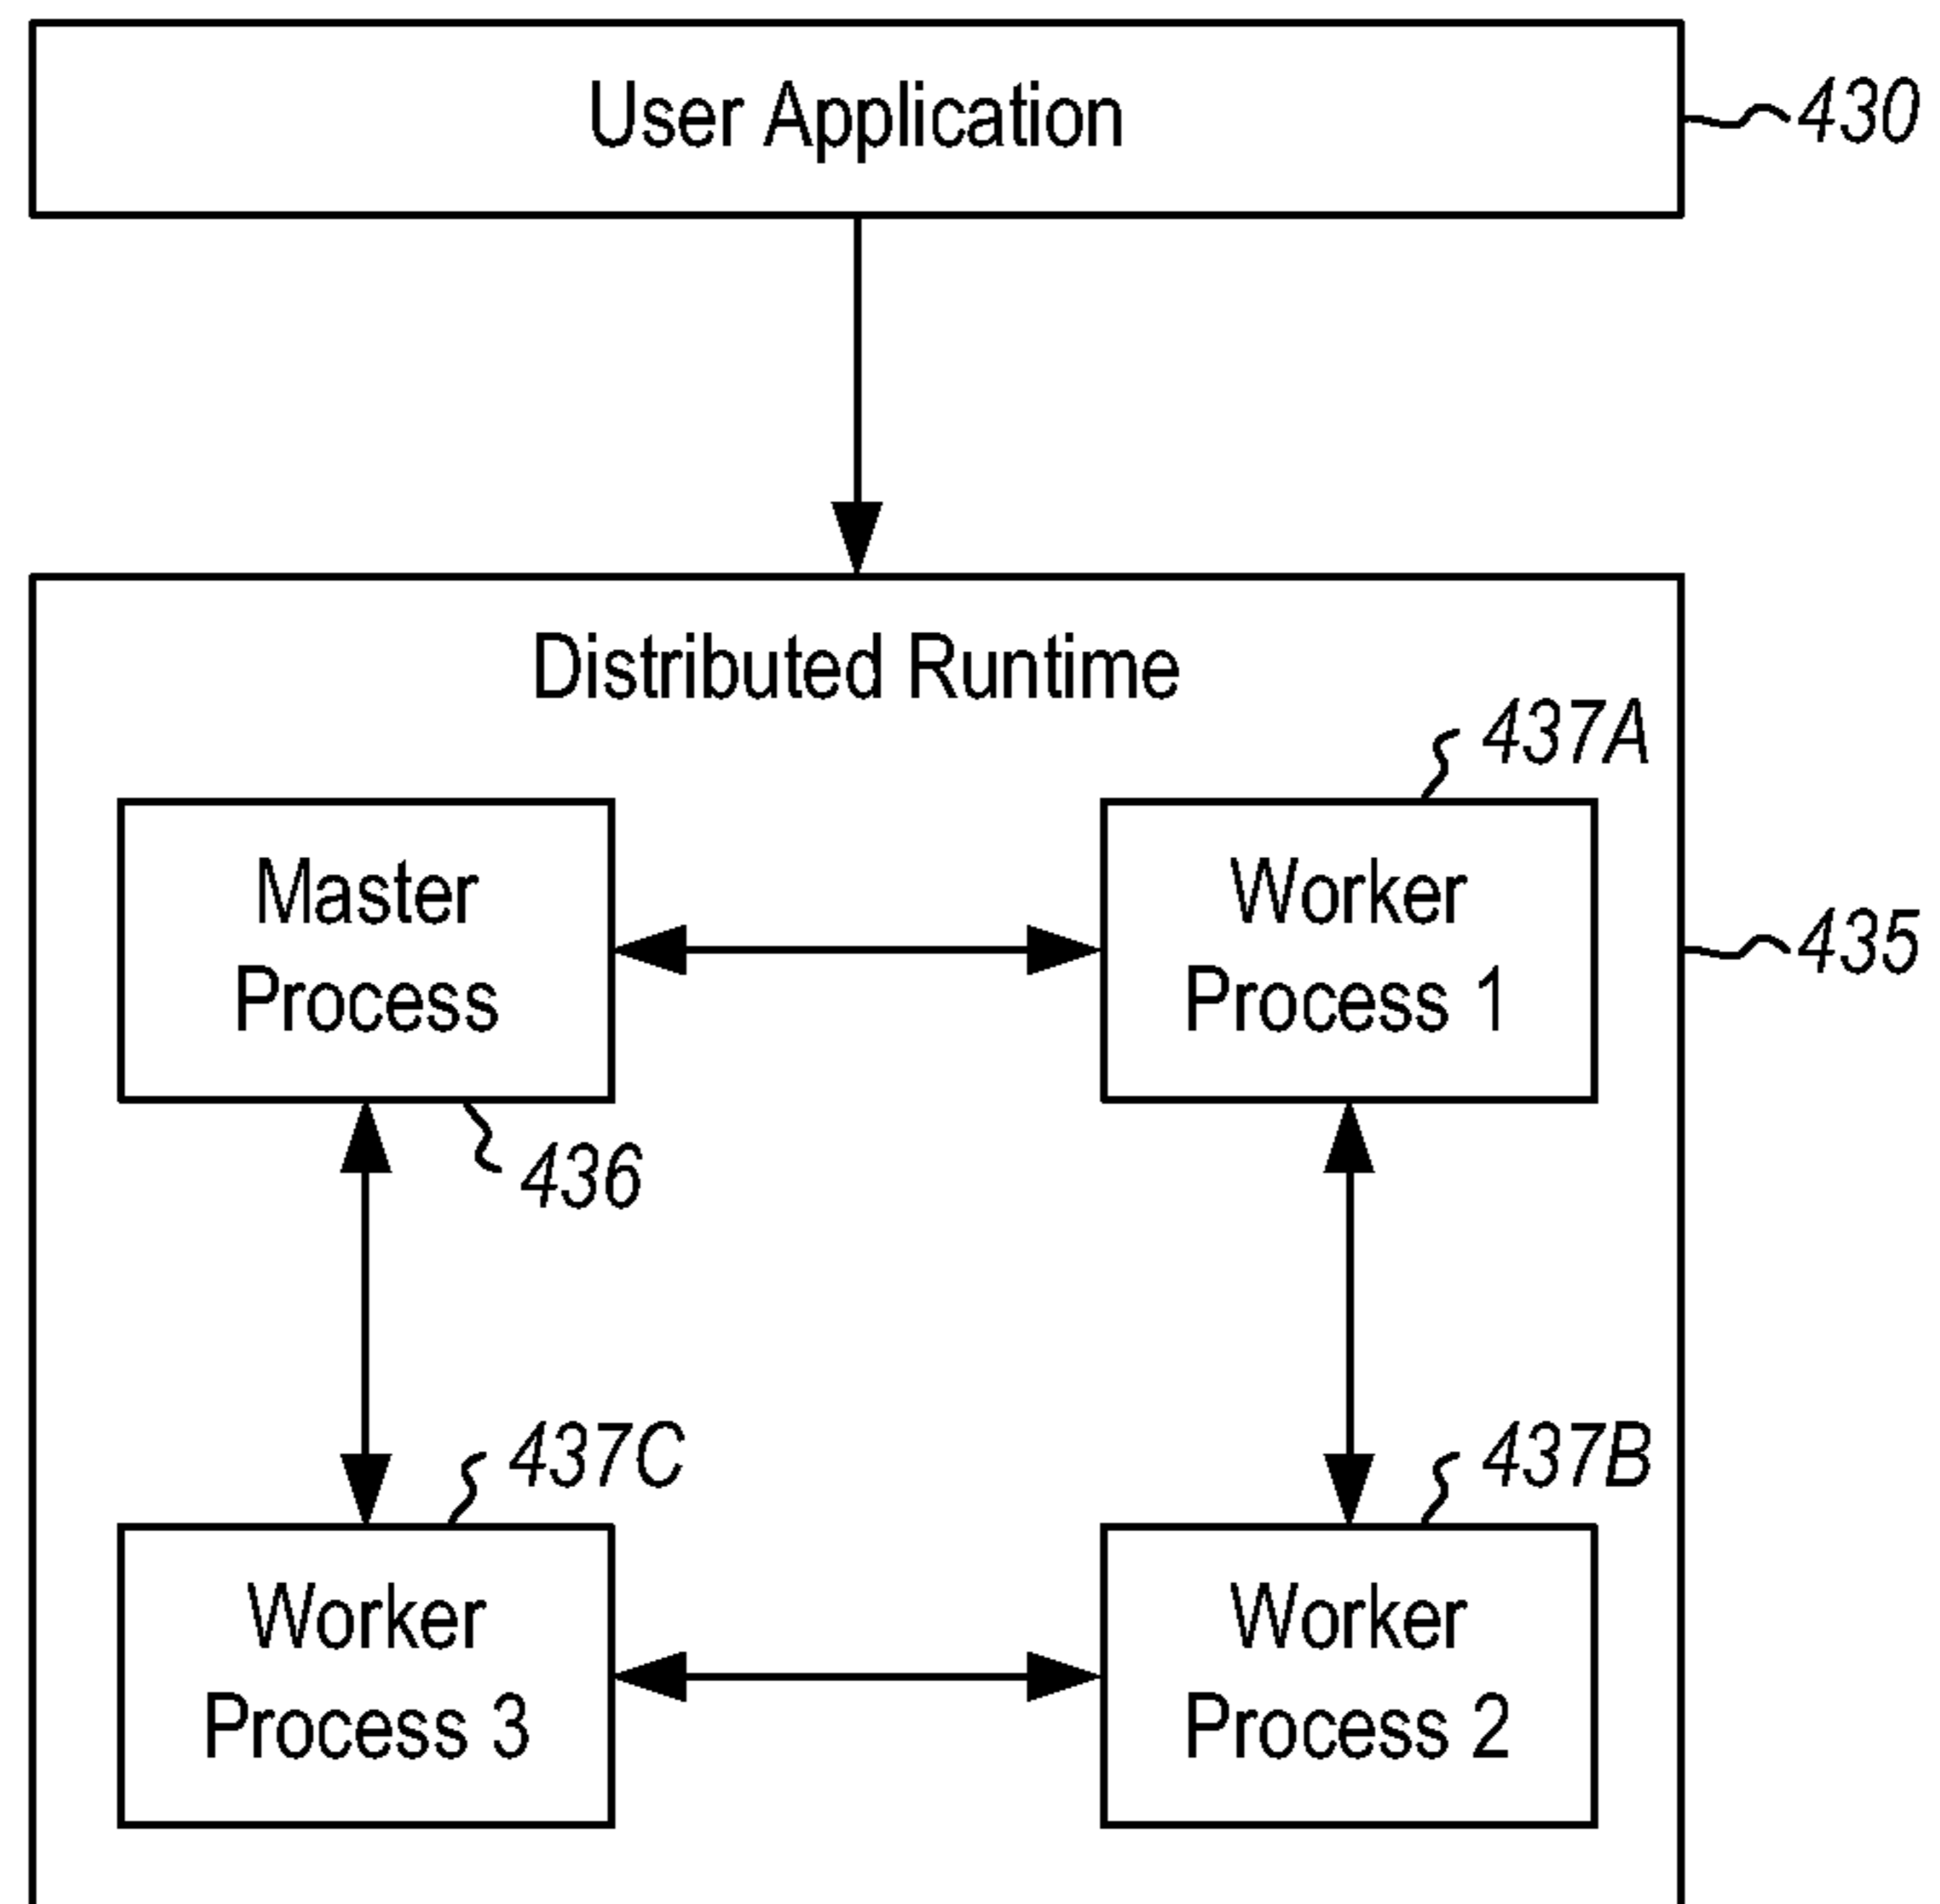 User Application
430
Distributed Runtime
437A
Master
Process
Worker
Process 1
435
436
437C
437B
Worker
Process 3
Worker
Process 2